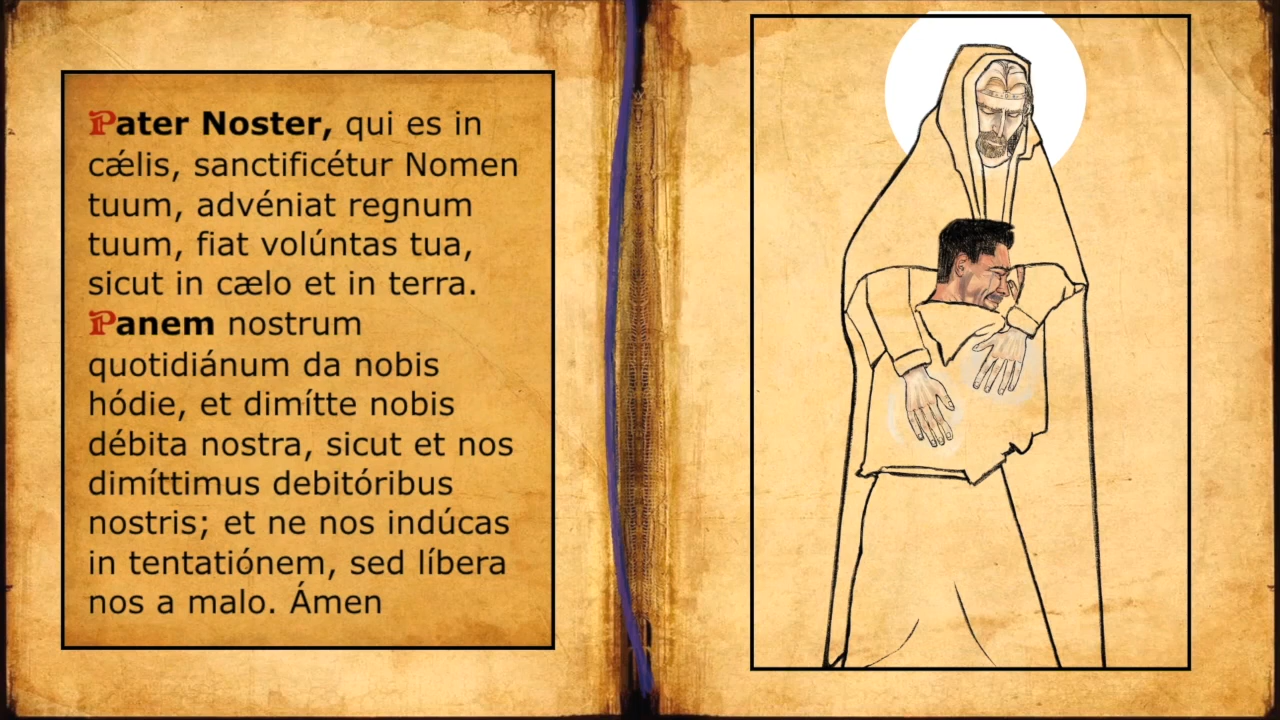 Pater Noster, qui es in
cǽlis, sanctificétur Nomen
tuum, advéniat regnum
tuum, fiat volúntas tua,
sicut in cælo et in terra.
Panem nostrum
quotidiánum da nobis
hódie, et dimítte nobis
débita nostra, sicut et nos
dimíttimus debitóribus
nostris; et ne nos indúcas
in tentatiónem, sed líbera
nos a malo. Ámen